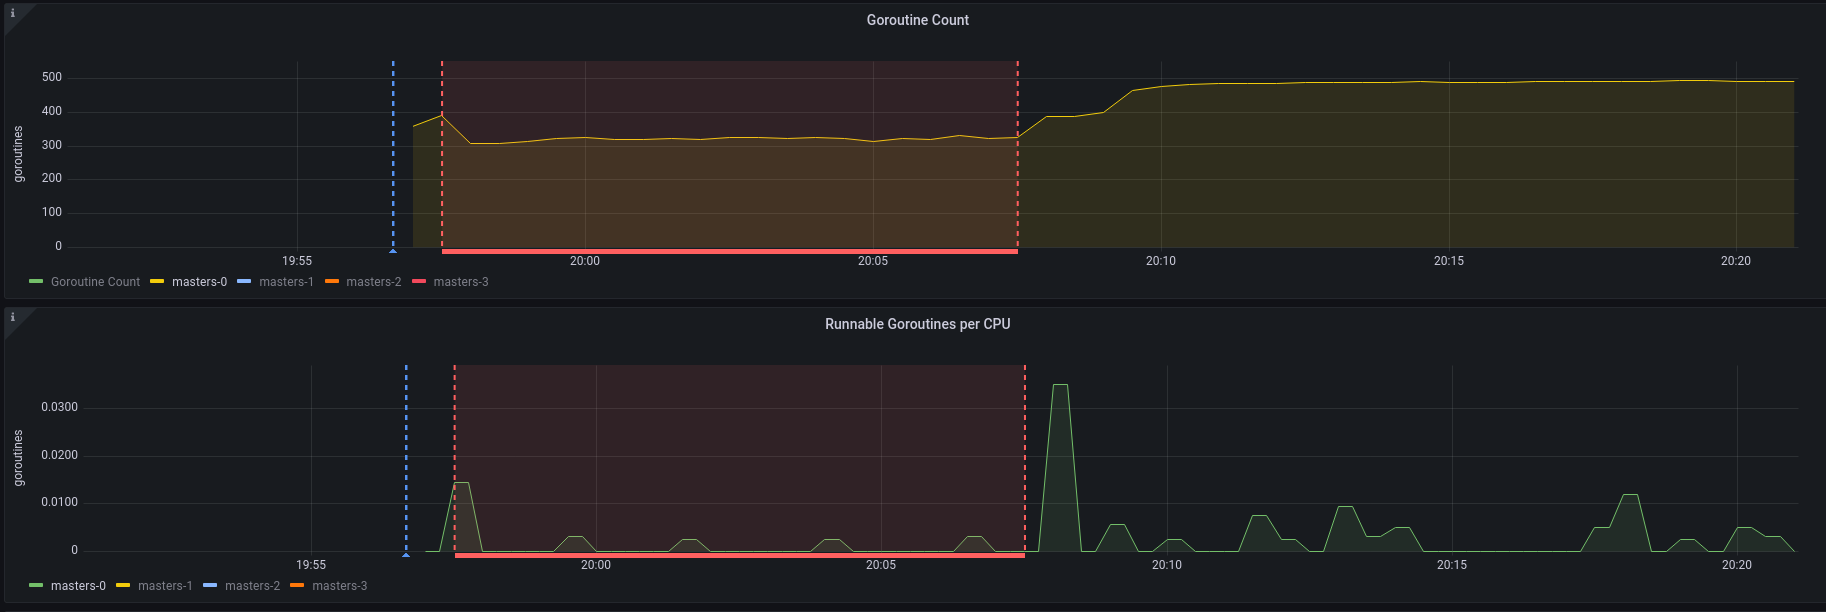 i
Goroutine Count
500
400
300
200
100
0
goroutines
19:55 20:00 20:05 20:10 20:15 20:20
Goroutine Count masters-0 masters-1 masters-2 masters-3
i
Runnable Goroutines per CPU
0.0300
0.0200
0.0100
0
goroutines
19:55 20:00 20:05 20:10 20:15 20:20
masters-0 masters-1 masters-2 masters-3